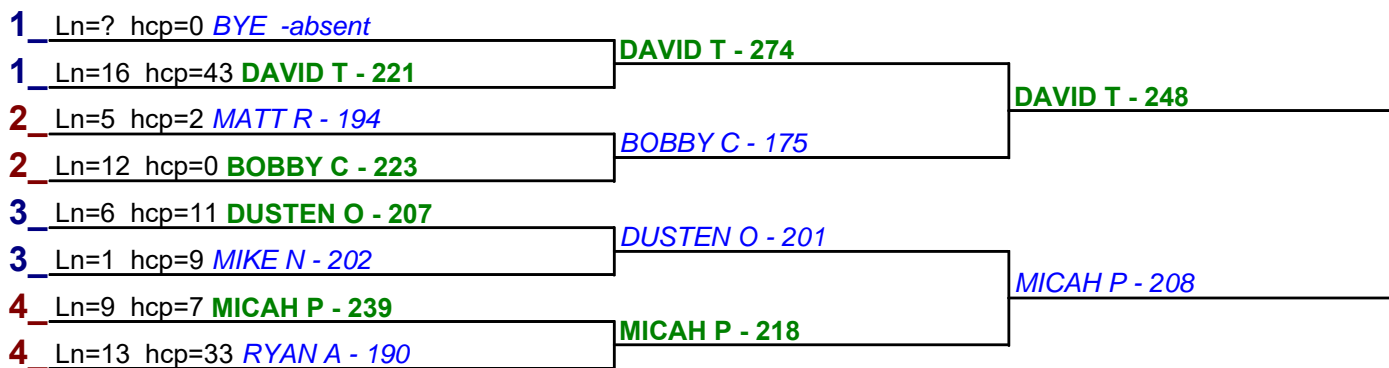 1_ Ln=? hcp=0 BYE -absent
1_ Ln=16 hcp=43 DAVID T - 221
2_ Ln=5 hcp=2 MATT R - 194
2_ Ln=12 hcp=0 BOBBY C - 223
3_ Ln=6 hcp=11 DUSTEN O - 207
3_ Ln=1 hcp=9 MIKE N - 202
4_ Ln=9 hcp=7 MICAH P - 239
4_ Ln=13 hcp=33 RYAN A - 190
DAVID T - 274
BOBBY C - 175
DUSTEN O - 201
MICAH P - 218
DAVID T - 248
MICAH P - 208